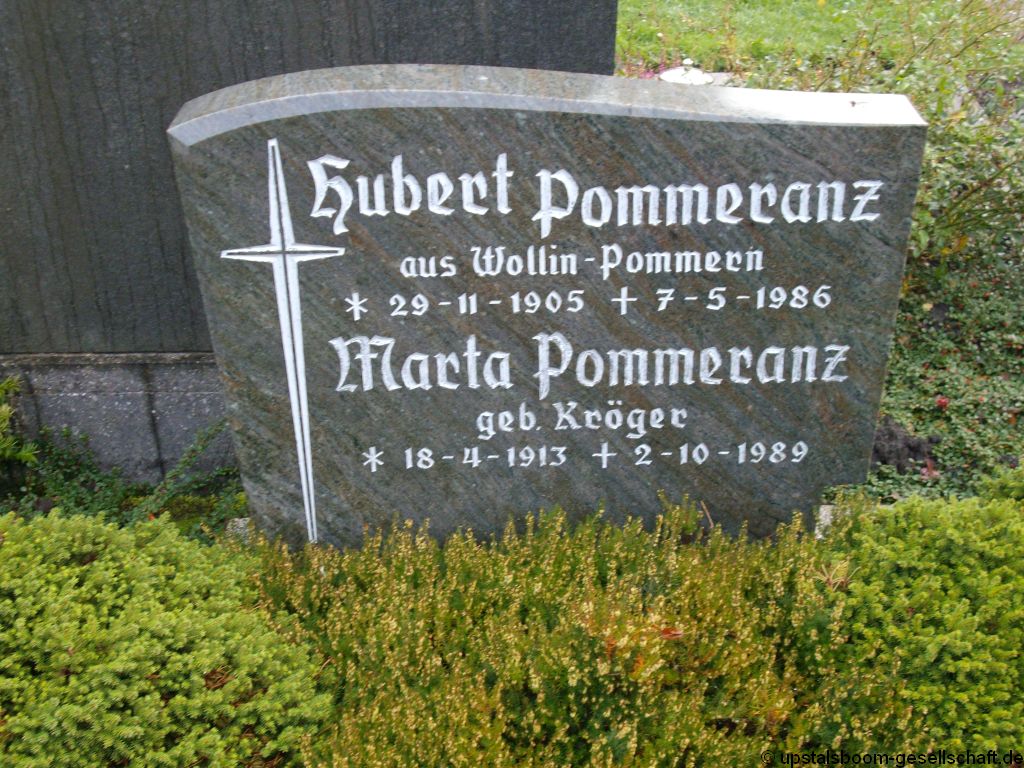 Hubert Pommeranz
aus Wollin-Pommern
* 29-11-1905 † 7-5-1986
Marta Pommeranz
geb. Kröger
* 18-4-1913 † 2-10-1989
© upstalsboom-gesellschaft.de